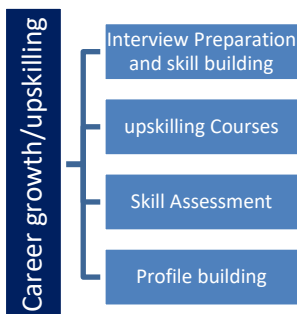 Career growth/upskilling
Interview Preparation
and skill building
upskilling Courses
Skill Assessment
Profile building